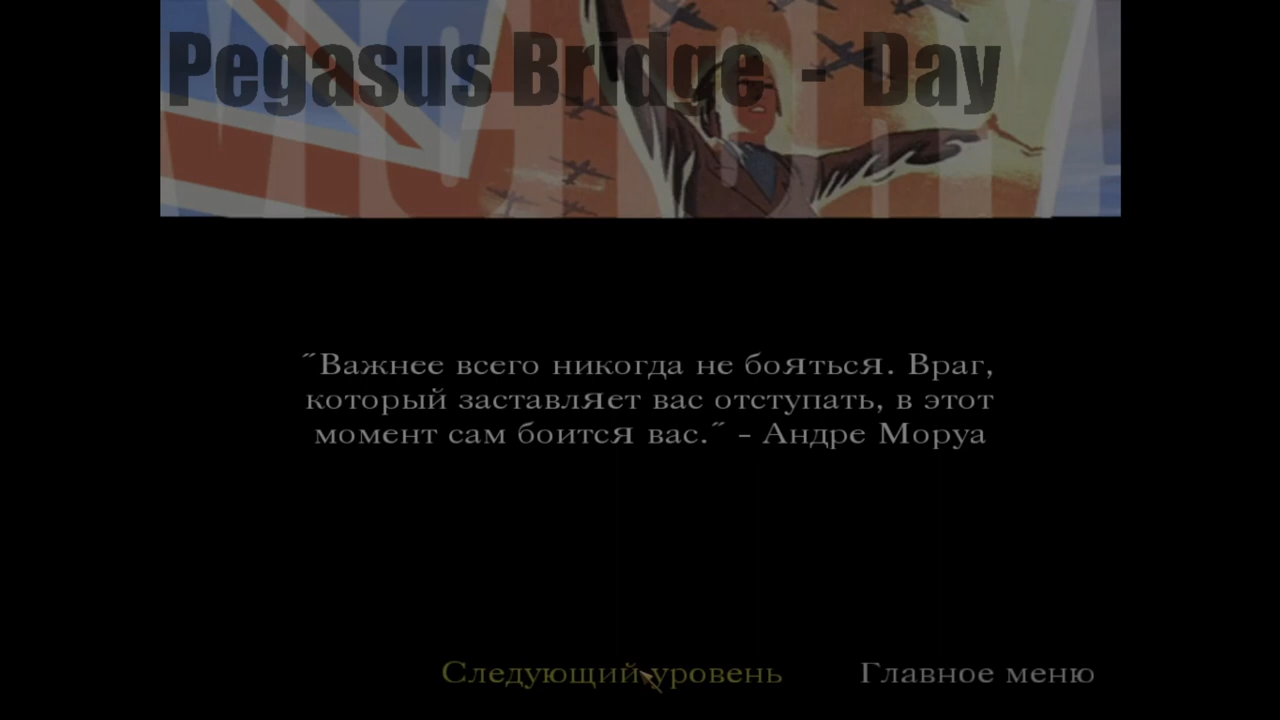 Pegasus Bridge - Day
"Важнее всего никогда не бояться. Враг,
который заставляет вас отступать, в этот
момент сам боится вас." - Андре Моруа
Следующий уровень Главное меню